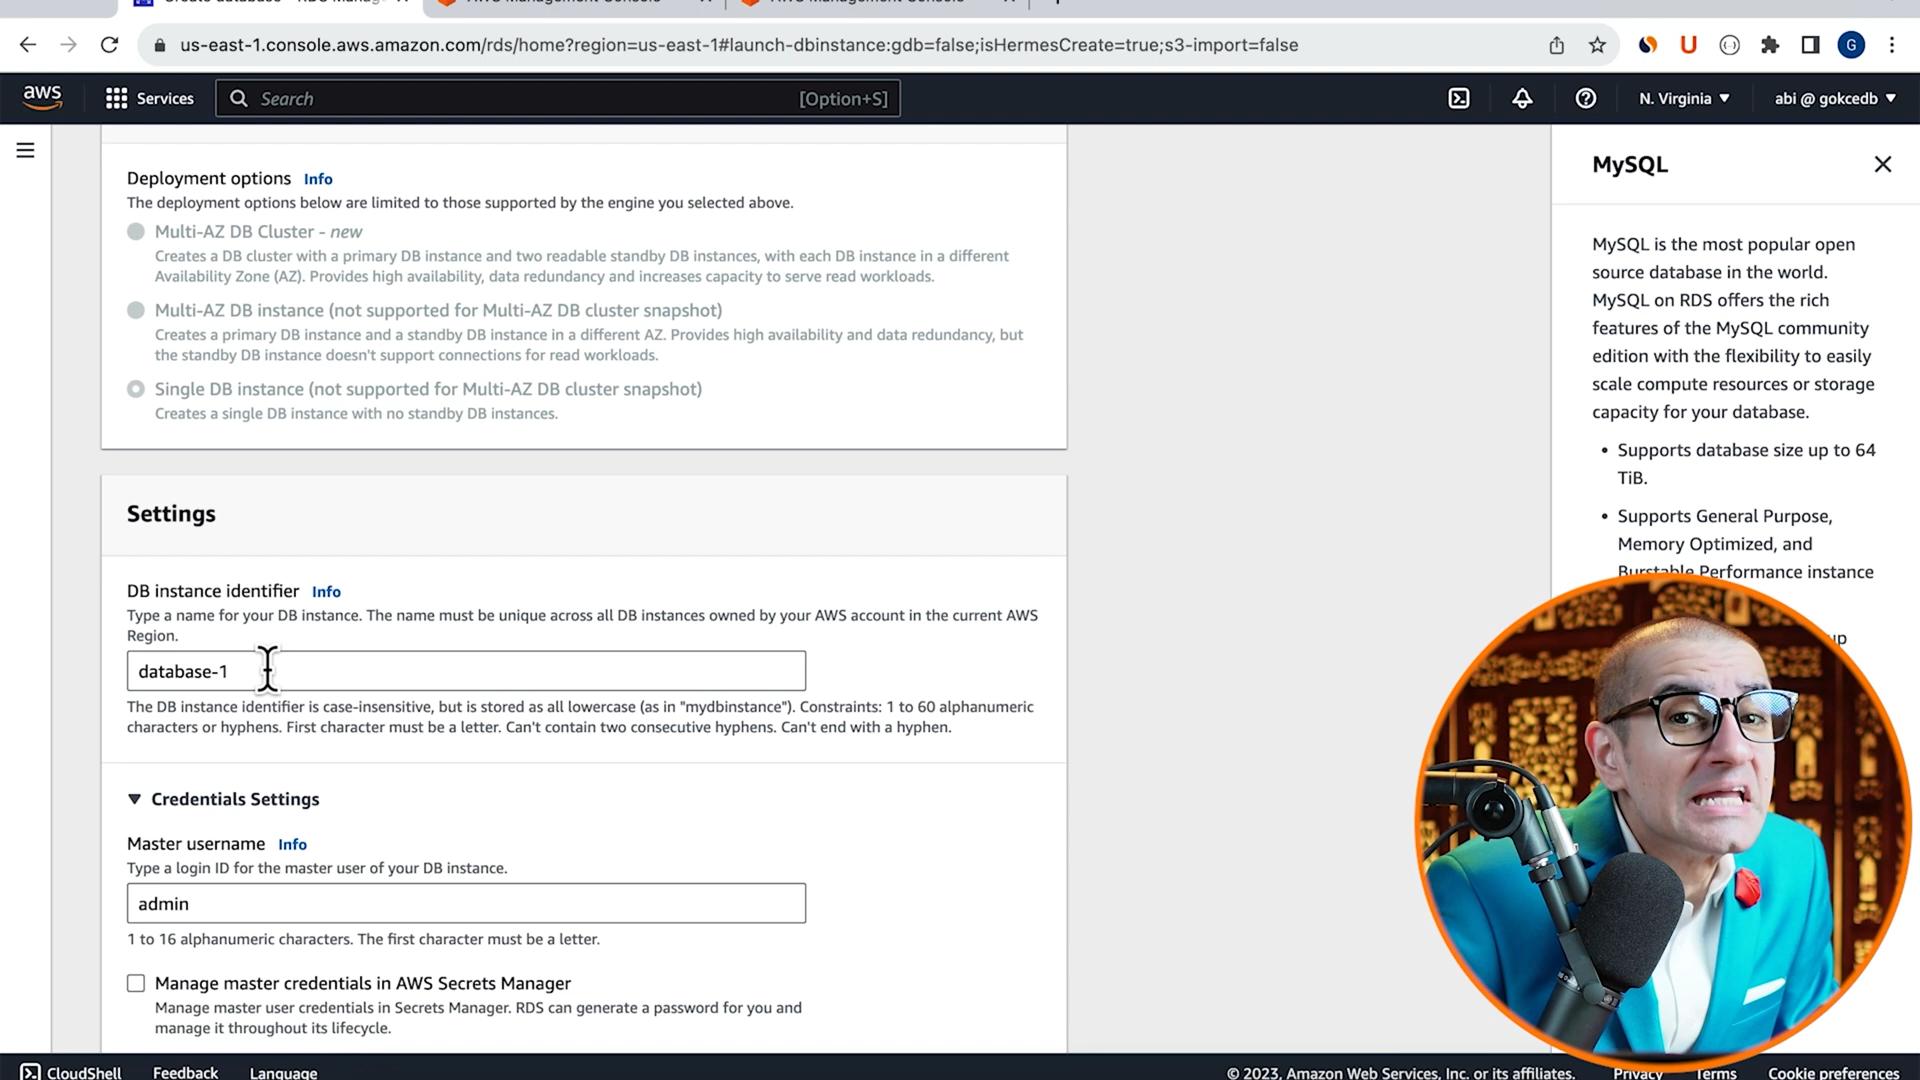 us-east-1.console.aws.amazon.com/rds/home?region=us-east-1#launch-dbinstance:gdb=false;isHermesCreate=true;s3-import=false
G
aws
Services
Search
[Option+S]
N. Virginia
abi @ gokcedb
Deployment options Info
The deployment options below are limited to those supported by the engine you selected above.
Multi-AZ DB Cluster - new
Creates a DB cluster with a primary DB instance and two readable standby DB instances, with each DB instance in a different
Availability Zone (AZ). Provides high availability, data redundancy and increases capacity to serve read workloads.
Multi-AZ DB instance (not supported for Multi-AZ DB cluster snapshot)
Creates a primary DB instance and a standby DB instance in a different AZ. Provides high availability and data redundancy, but
the standby DB instance doesn't support connections for read workloads.
Single DB instance (not supported for Multi-AZ DB cluster snapshot)
Creates a single DB instance with no standby DB instances.
Settings
DB instance identifier Info
Type a name for your DB instance. The name must be unique across all DB instances owned by your AWS account in the current AWS
Region.
database-1
The DB instance identifier is case-insensitive, but is stored as all lowercase (as in "mydbinstance"). Constraints: 1 to 60 alphanumeric
characters or hyphens. First character must be a letter. Can't contain two consecutive hyphens. Can't end with a hyphen.
Credentials Settings
Master username Info
Type a login ID for the master user of your DB instance.
admin
1 to 16 alphanumeric characters. The first character must be a letter.
Manage master credentials in AWS Secrets Manager
Manage master user credentials in Secrets Manager. RDS can generate a password for you and
manage it throughout its lifecycle.
MySQL
MySQL is the most popular open
source database in the world.
MySQL on RDS offers the rich
features of the MySQL community
edition with the flexibility to easily
scale compute resources or storage
capacity for your database.
• Supports database size up to 64
TiB.
• Supports General Purpose,
Memory Optimized, and
Burstable Performance instance
up
CloudShell
Feedback
Language
© 2023, Amazon Web Services, Inc. or its affiliates.
Privacy
Terms
Cookie preferences